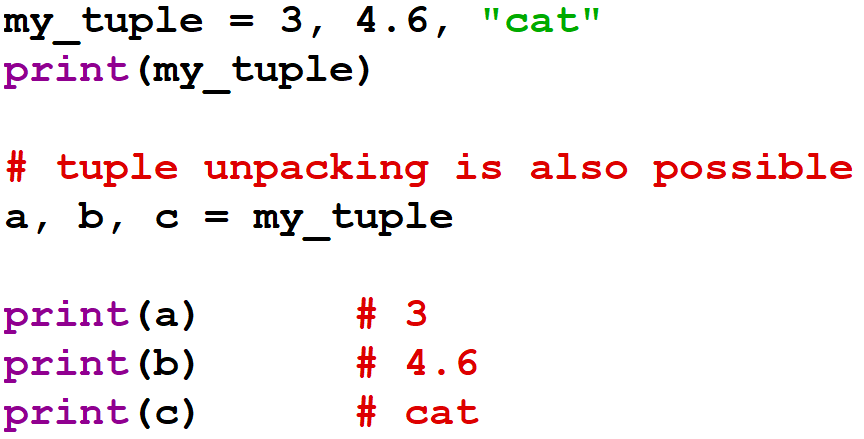 my_tuple = 3, 4.6, "cat"
print(my_tuple)
# tuple unpacking is also possible
a, b, c = my_tuple
print(a)      # 3
print(b)      # 4.6
print(c)      # cat